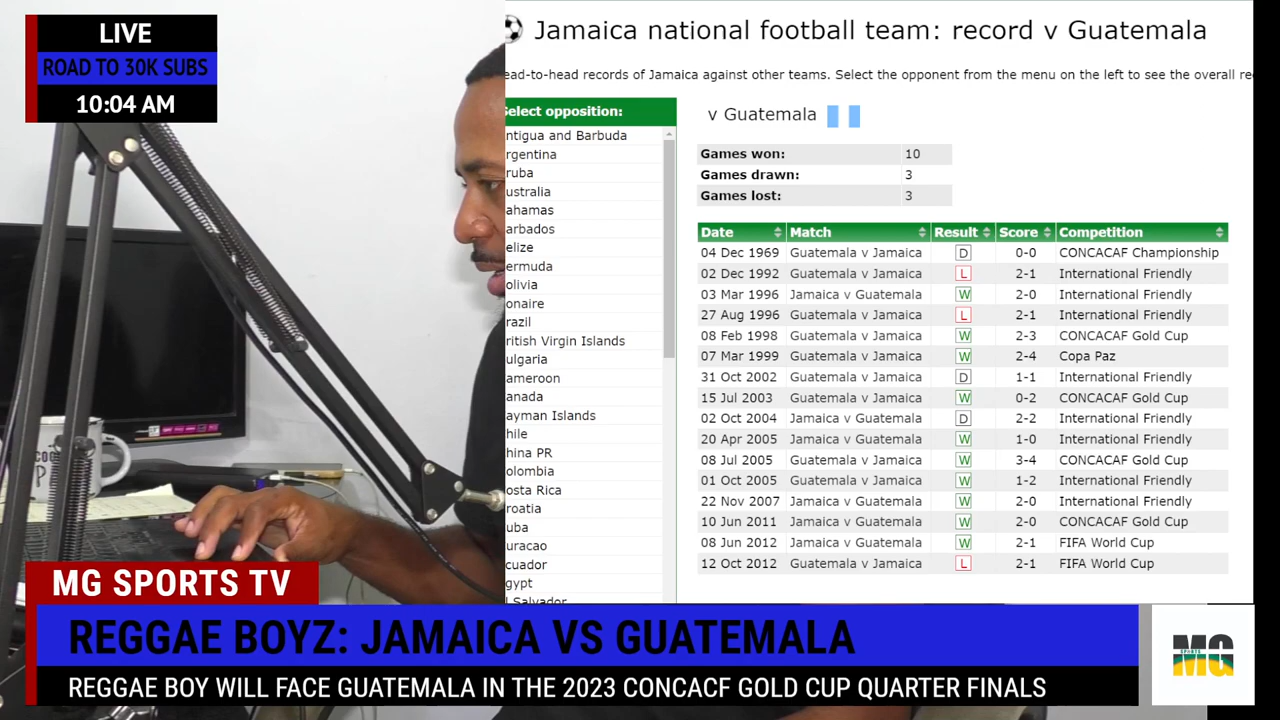 LIVE
ROAD TO 30K SUBS
10:04 AM
Jamaica national football team: record v Guatemala
ead-to-head records of Jamaica against other teams. Select the opponent from the menu on the left to see the overall re
Select opposition:
ntigua and Barbuda
rgentina
ruba
ustralia
ahamas
arbados
elize
ermuda
olivia
onaire
razil
ritish Virgin Islands
ulgaria
ameroon
anada
ayman Islands
hile
hina PR
olombia
osta Rica
roatia
uba
uracao
cuador
gypt
l Salvador
v Guatemala
Games won: 10
Games drawn: 3
Games lost: 3
Date Match Result Score Competition
04 Dec 1969 Guatemala v Jamaica D 0-0 CONCACAF Championship
02 Dec 1992 Guatemala v Jamaica L 2-1 International Friendly
03 Mar 1996 Jamaica v Guatemala W 2-0 International Friendly
27 Aug 1996 Guatemala v Jamaica L 2-1 International Friendly
08 Feb 1998 Guatemala v Jamaica W 2-3 CONCACAF Gold Cup
07 Mar 1999 Guatemala v Jamaica W 2-4 Copa Paz
31 Oct 2002 Guatemala v Jamaica D 1-1 International Friendly
15 Jul 2003 Guatemala v Jamaica W 0-2 CONCACAF Gold Cup
02 Oct 2004 Jamaica v Guatemala D 2-2 International Friendly
20 Apr 2005 Jamaica v Guatemala W 1-0 International Friendly
08 Jul 2005 Guatemala v Jamaica W 3-4 CONCACAF Gold Cup
01 Oct 2005 Guatemala v Jamaica W 1-2 International Friendly
22 Nov 2007 Jamaica v Guatemala W 2-0 International Friendly
10 Jun 2011 Jamaica v Guatemala W 2-0 CONCACAF Gold Cup
08 Jun 2012 Jamaica v Guatemala W 2-1 FIFA World Cup
12 Oct 2012 Guatemala v Jamaica L 2-1 FIFA World Cup
MG SPORTS TV
REGGAE BOYZ: JAMAICA VS GUATEMALA
REGGAE BOY WILL FACE GUATEMALA IN THE 2023 CONCACF GOLD CUP QUARTER FINALS
MG
SPORTS